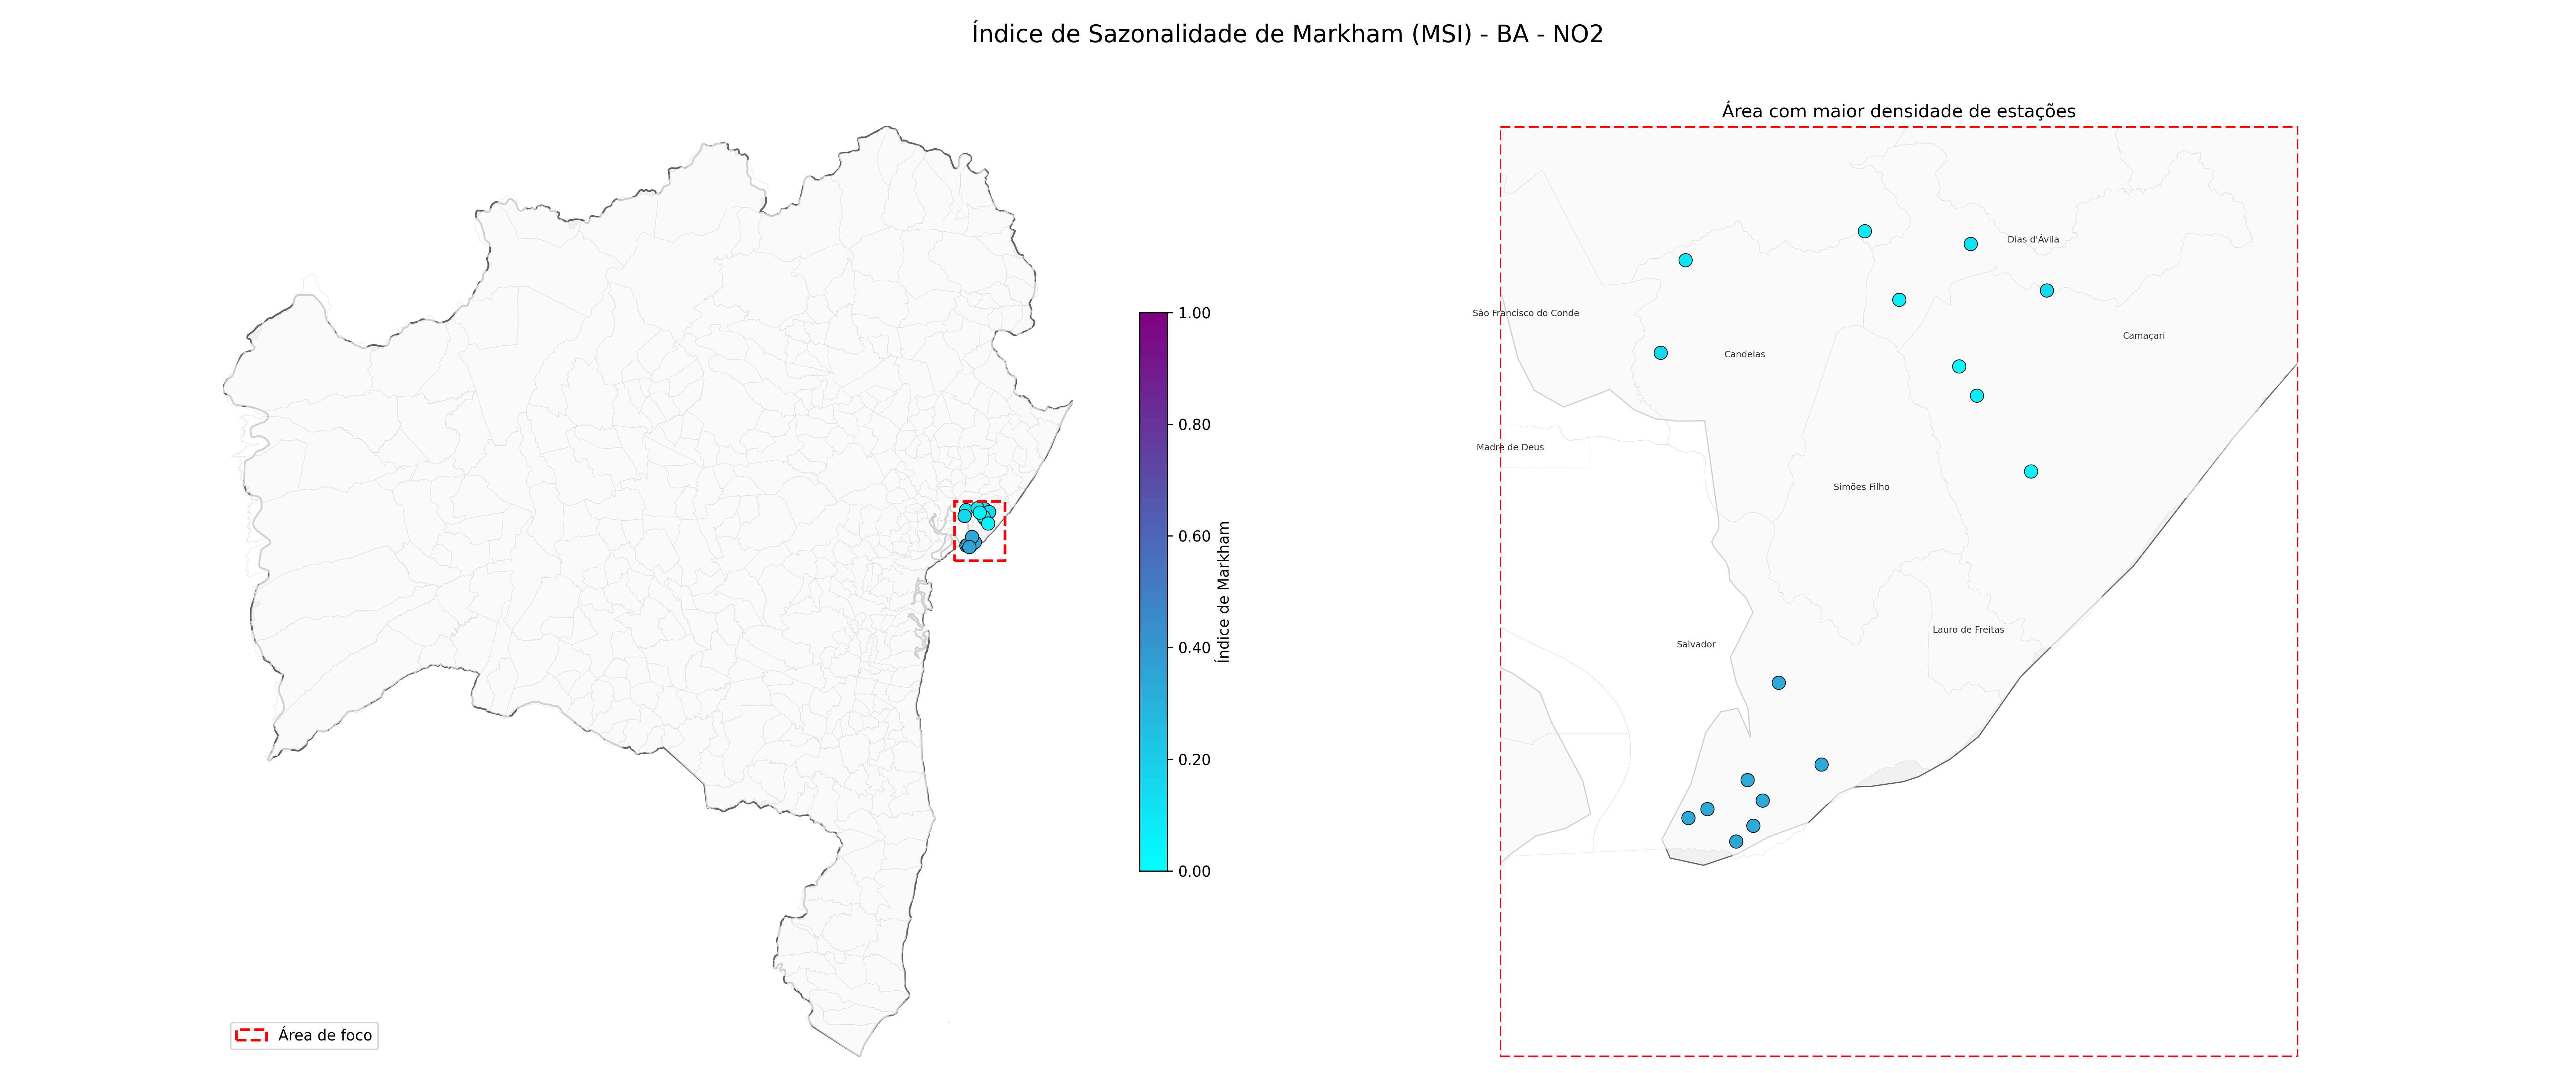 Índice de Sazonalidade de Markham (MSI) - BA - NO2
Área com maior densidade de estações
Dias d'Ávila
São Francisco do Conde
Camaçari
Candeias
Madre de Deus
Simões Filho
Lauro de Freitas
Salvador
1.00
0.80
0.60
0.40
0.20
0.00
Índice de Markham
Área de foco